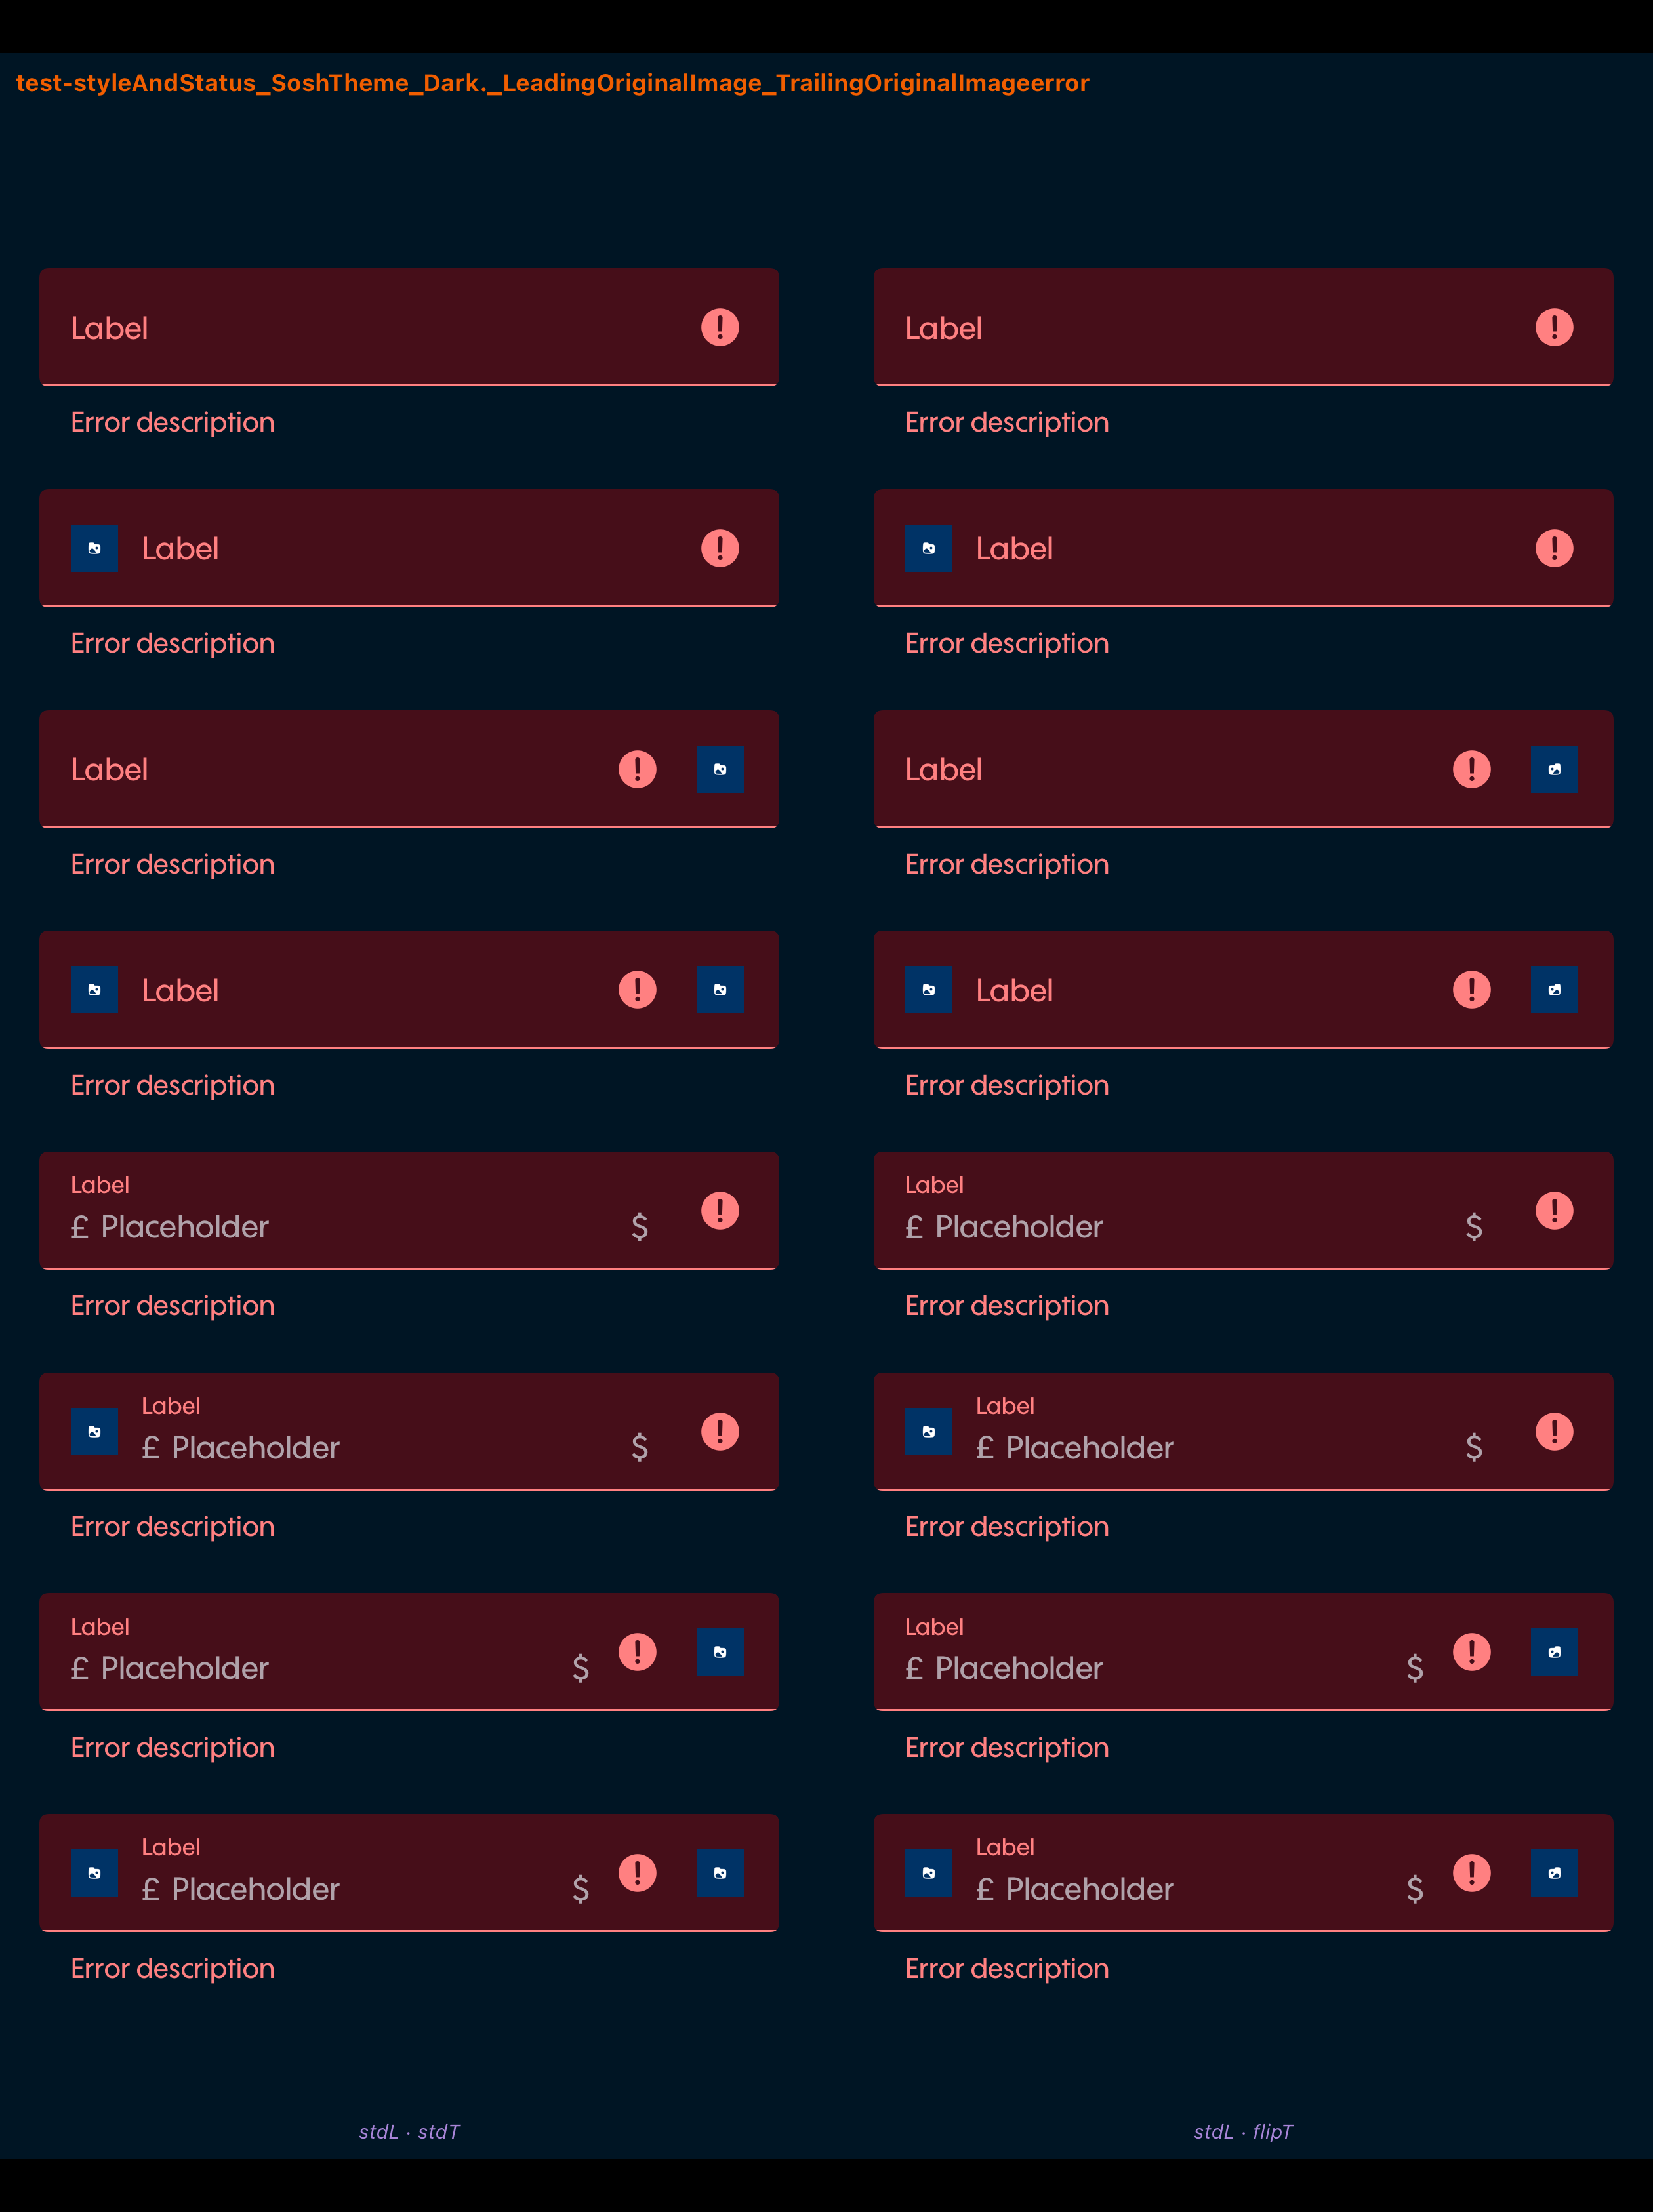 test-styleAndStatus_SoshTheme_Dark._LeadingOriginalImage_TrailingOriginalImageerror
Label
Error description
Label
Error description
Label
Error description
Label
Error description
Label
£ Placeholder $
Error description
Label
£ Placeholder $
Error description
Label
£ Placeholder $
Error description
Label
£ Placeholder $
Error description
stdL · stdT
Label
Error description
Label
Error description
Label
Error description
Label
Error description
Label
£ Placeholder $
Error description
Label
£ Placeholder $
Error description
Label
£ Placeholder $
Error description
Label
£ Placeholder $
Error description
stdL · flipT